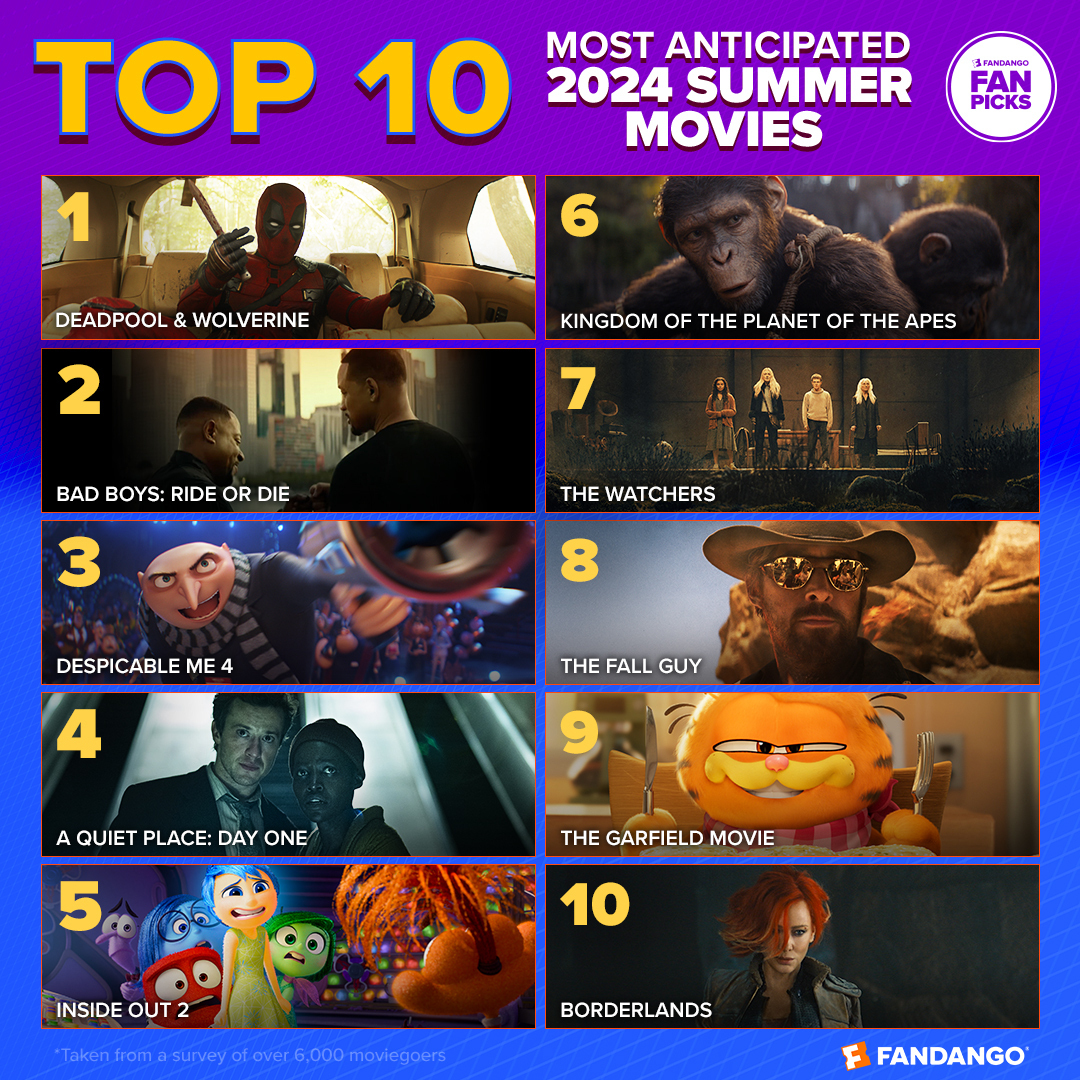 TOP 10
MOST ANTICIPATED
2024 SUMMER
MOVIES
FANDANGO
FAN
PICKS
1
DEADPOOL & WOLVERINE
2
BAD BOYS: RIDE OR DIE
3
DESPICABLE ME 4
4
A QUIET PLACE: DAY ONE
5
INSIDE OUT 2
6
KINGDOM OF THE PLANET OF THE APES
7
THE WATCHERS
8
THE FALL GUY
9
THE GARFIELD MOVIE
10
BORDERLANDS
*Taken from a survey of over 6,000 moviegoers
FANDANGO